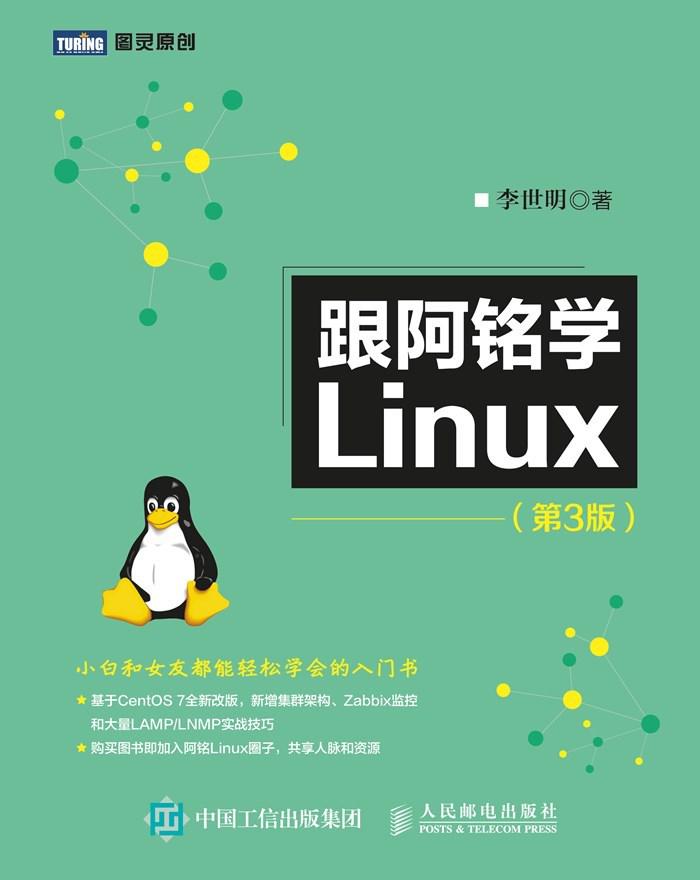 TURING 图灵原创
李世明◎著
跟阿铭学
Linux
（第3版）
小白和女友都能轻松学会的入门书
基于CentOS 7全新改版，新增集群架构、Zabbix监控
和大量LAMP/LNMP实战技巧
购买图书即加入阿铭Linux圈子，共享人脉和资源
中国工信出版集团
人民邮电出版社
POSTS & TELECOM PRESS